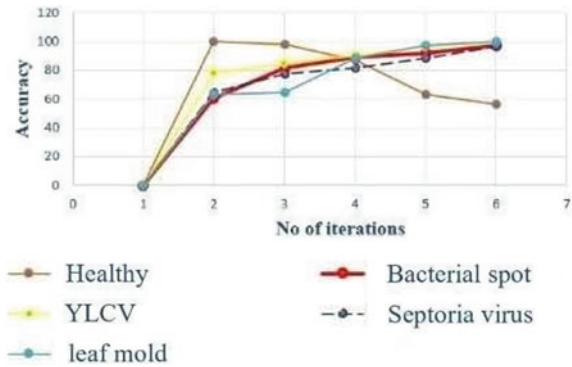 120
100
80
60
40
20
0
Accuracy
0 1 2 3 4 5 6 7
No of iterations
Healthy
Bacterial spot
YLCV
Septoria virus
leaf mold